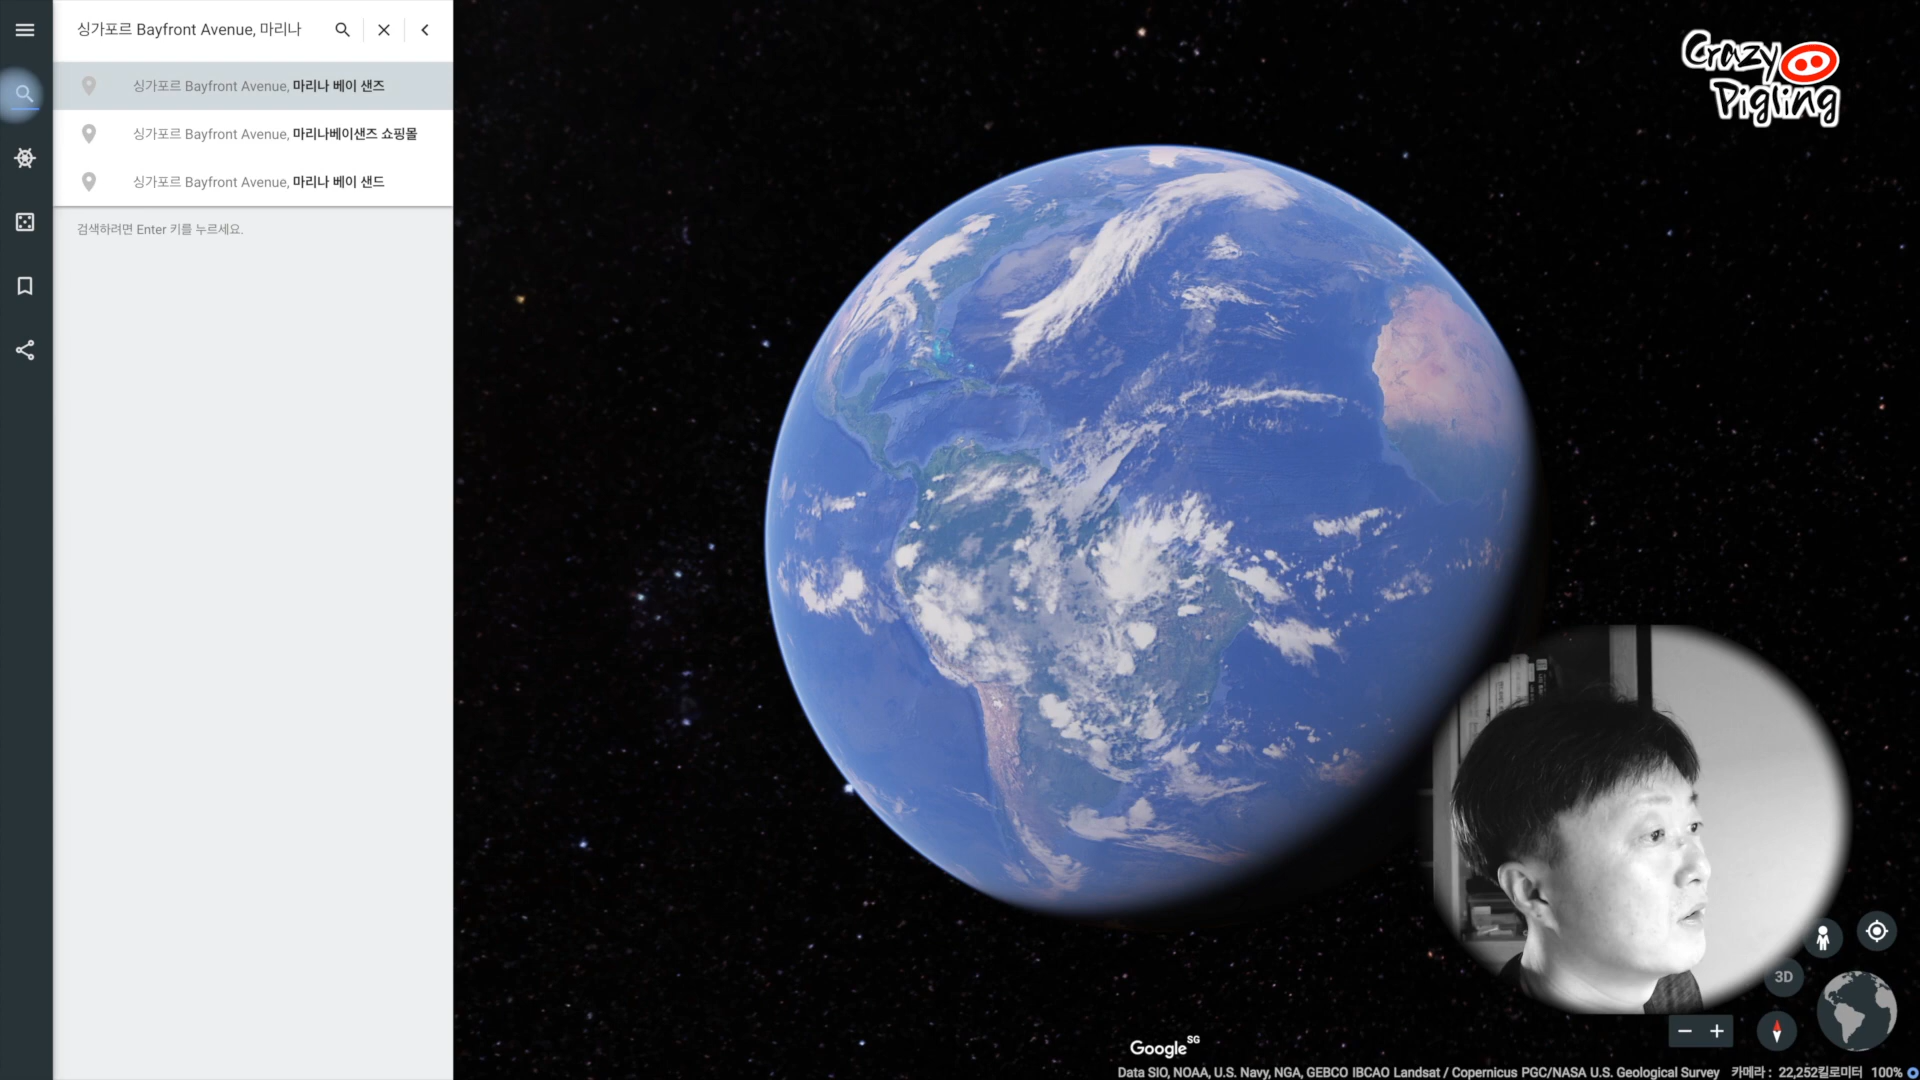 싱가포르 Bayfront Avenue, 마리나
싱가포르 Bayfront Avenue, 마리나 베이 샌즈
싱가포르 Bayfront Avenue, 마리나베이샌즈 쇼핑몰
싱가포르 Bayfront Avenue, 마리나 베이 샌드
검색하려면 Enter 키를 누르세요.
Crazy
Pigling
3D
Google SG
Data SIO, NOAA, U.S. Navy, NGA, GEBCO IBCAO Landsat / Copernicus PGC/NASA U.S. Geological Survey 카메라 : 22,252킬로미터 100%